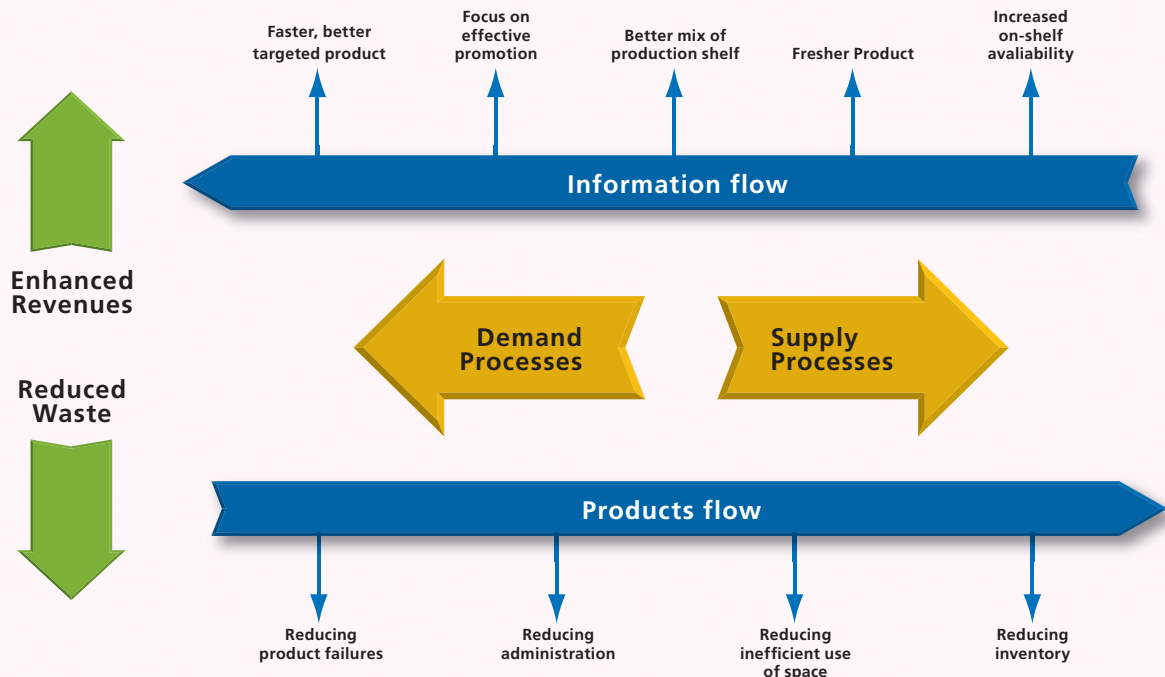 Faster, better
targeted product
Focus on
effective
promotion
Better mix of
production shelf
Fresher Product
Increased
on-shelf
avaliability
Information flow
Enhanced
Revenues
Demand
Processes
Supply
Processes
Reduced
Waste
Products flow
Reducing
product failures
Reducing
administration
Reducing
inefficient use
of space
Reducing
inventory